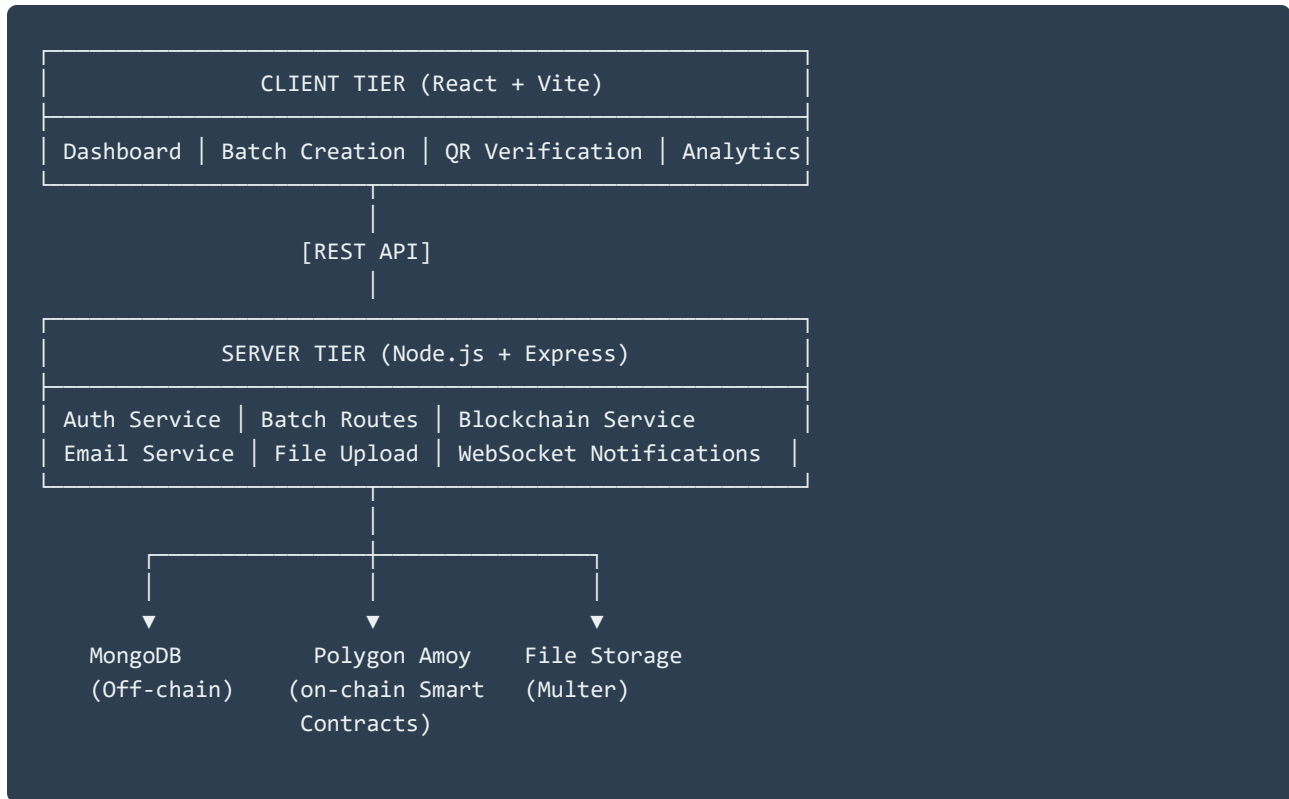 CLIENT TIER (React + Vite)
Dashboard │ Batch Creation │ QR Verification │ Analytics
[REST API]
SERVER TIER (Node.js + Express)
Auth Service │ Batch Routes │ Blockchain Service
Email Service │ File Upload │ WebSocket Notifications
MongoDB Polygon Amoy File Storage
(Off-chain) (on-chain Smart (Multer)
Contracts)